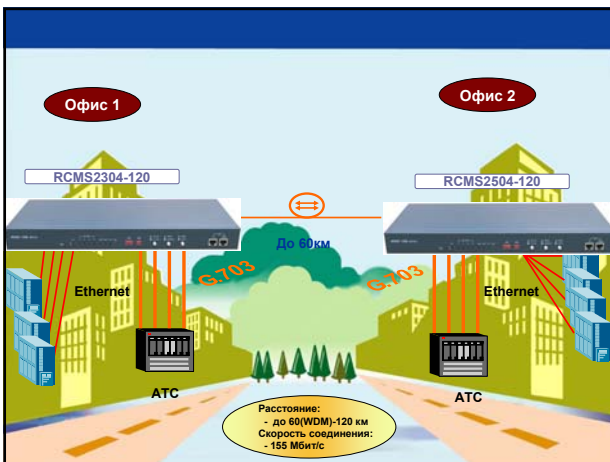 Офис 1
Офис 2
RCMS2304-120
RCMS2504-120
До 60км
G.703
G.703
Ethernet
Ethernet
АТС
АТС
Расстояние:
- до 60(WDM)-120 км
Скорость соединения:
- 155 Мбит/с